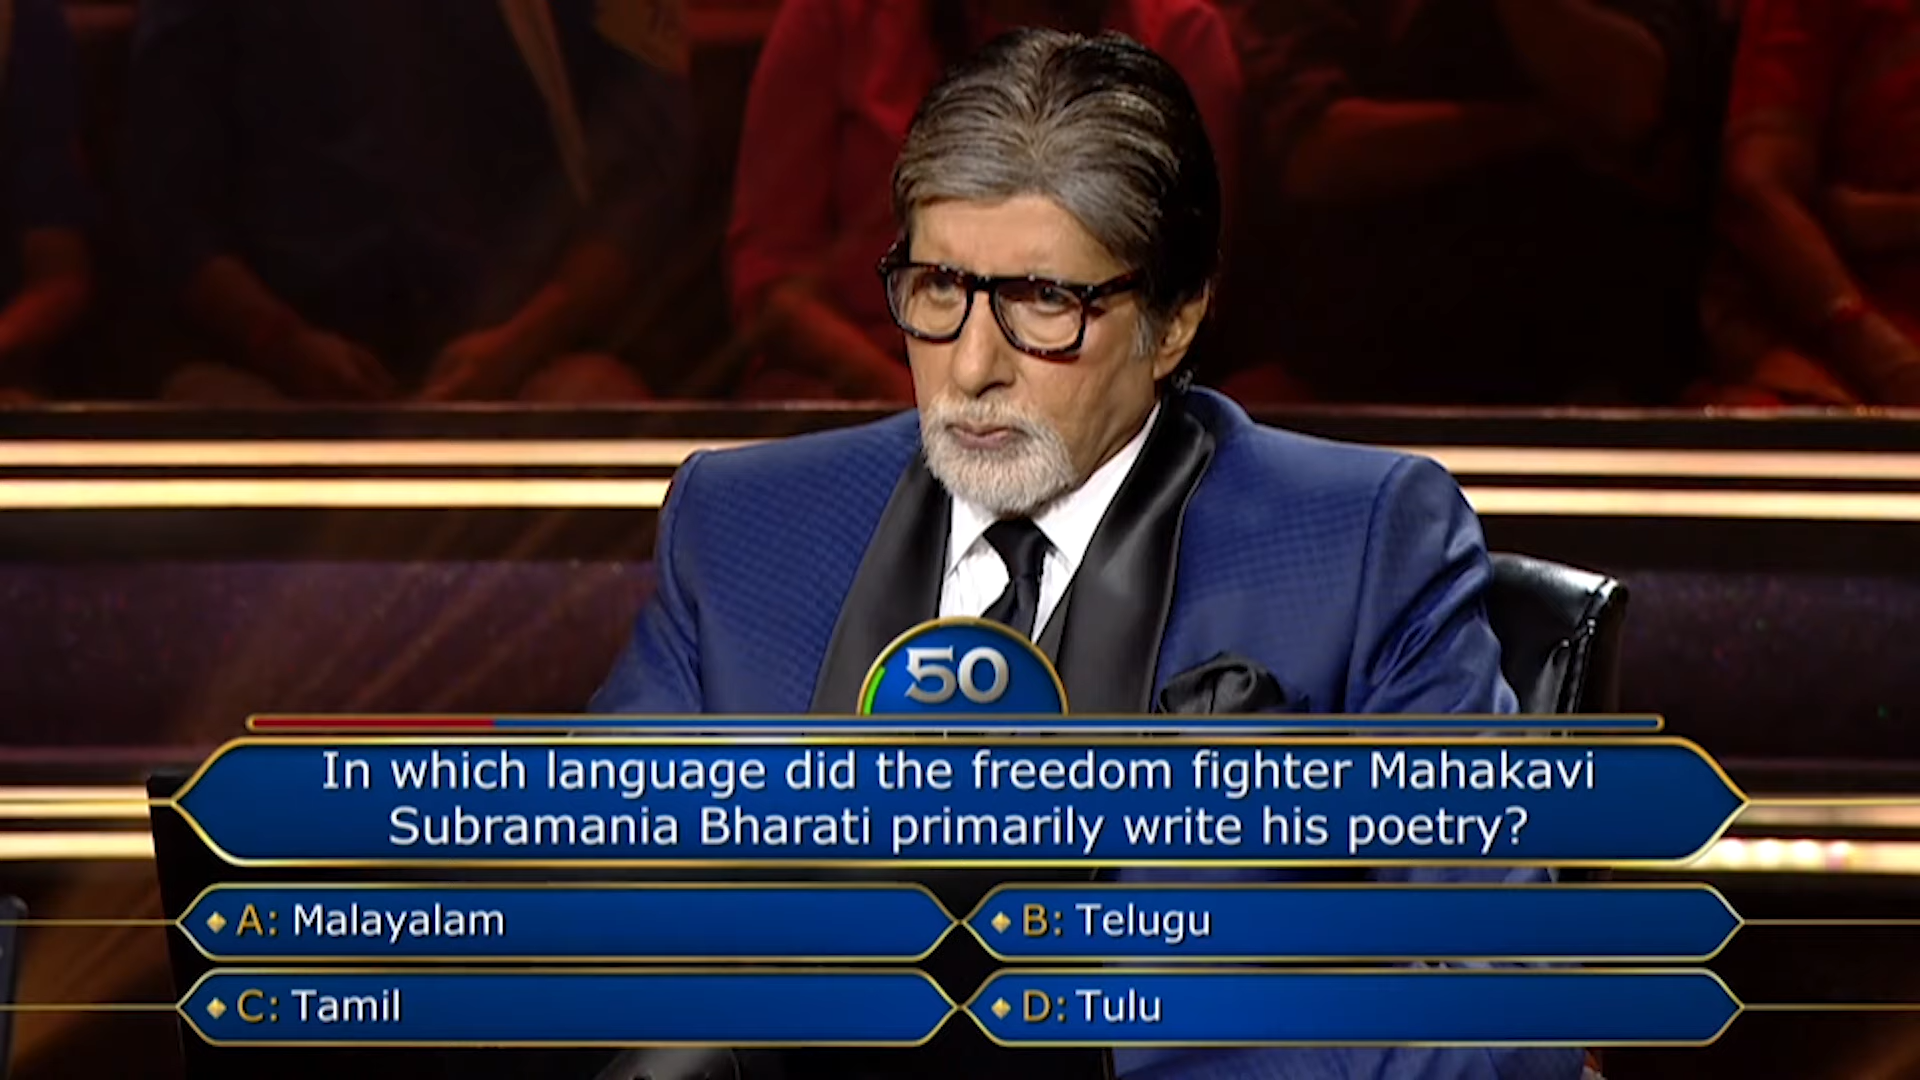 50
In which language did the freedom fighter Mahakavi
Subramania Bharati primarily write his poetry?
A: Malayalam
B: Telugu
C: Tamil
D: Tulu